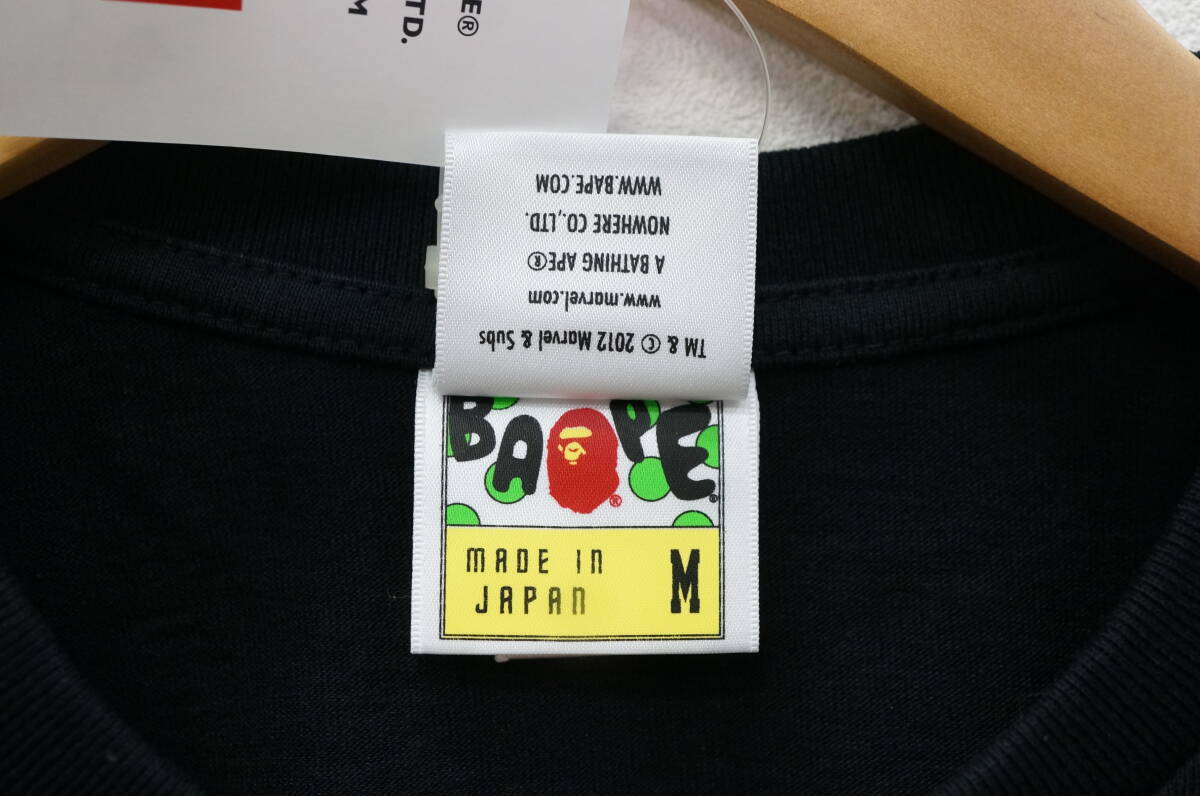 TM & © 2012 Marvel & Subs
www.marvel.com
A BATHING APE®
NOWHERE CO.,LTD.
WWW.BAPE.COM
BAPE®
MADE IN
JAPAN
M
E®
TD.
M